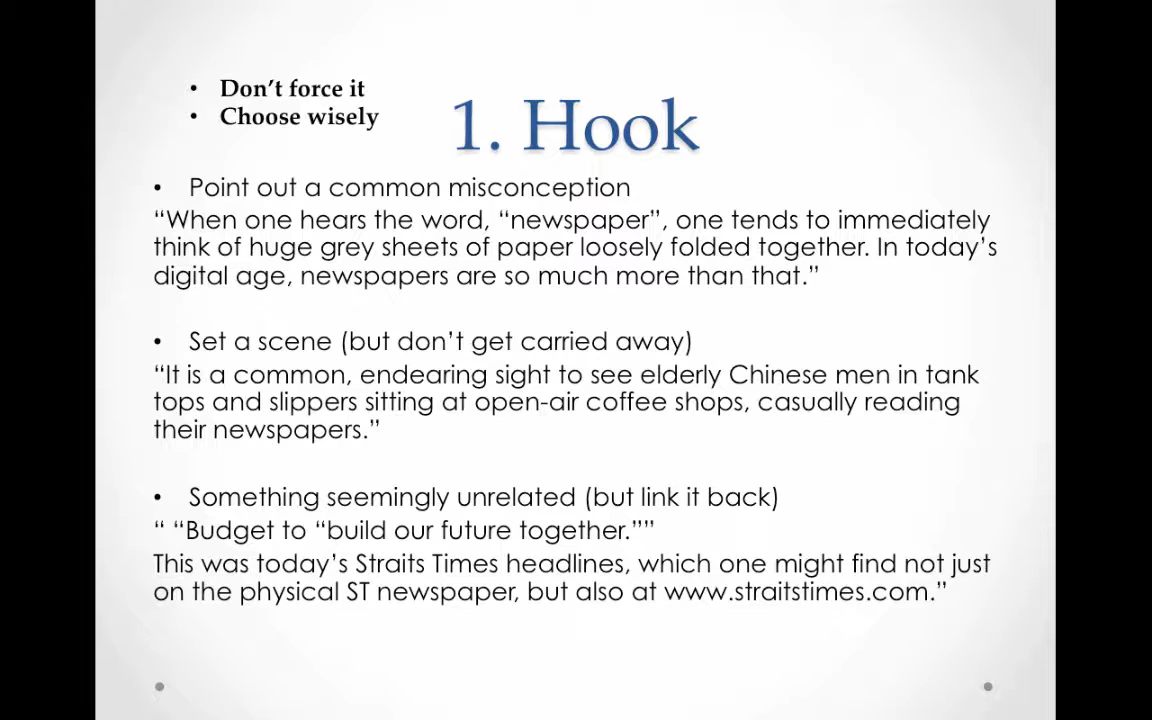 • Don’t force it
• Choose wisely
1. Hook
• Point out a common misconception
“When one hears the word, “newspaper”, one tends to immediately
think of huge grey sheets of paper loosely folded together. In today’s
digital age, newspapers are so much more than that.”
• Set a scene (but don’t get carried away)
“It is a common, endearing sight to see elderly Chinese men in tank
tops and slippers sitting at open-air coffee shops, casually reading
their newspapers.”
• Something seemingly unrelated (but link it back)
“ “Budget to “build our future together.””
This was today’s Straits Times headlines, which one might find not just
on the physical ST newspaper, but also at www.straitstimes.com.”